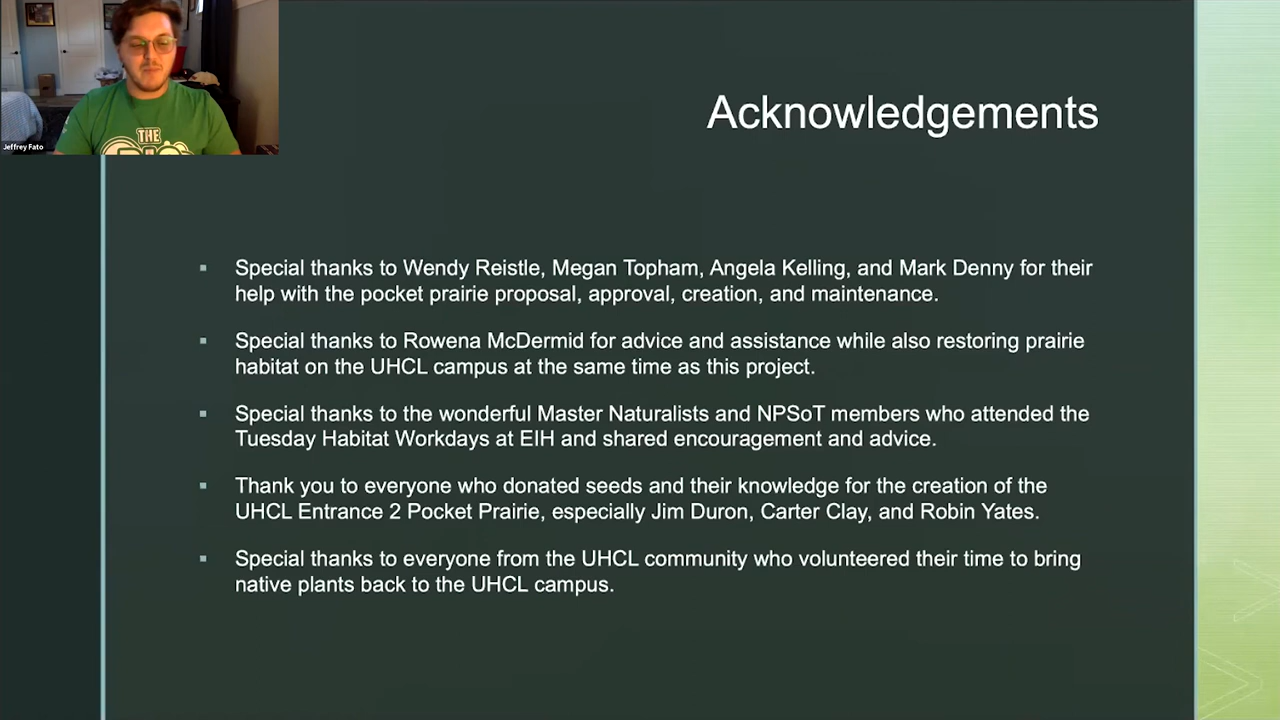 THE
Jeffrey Fato
Acknowledgements
▪ Special thanks to Wendy Reistle, Megan Topham, Angela Kelling, and Mark Denny for their
help with the pocket prairie proposal, approval, creation, and maintenance.
▪ Special thanks to Rowena McDermid for advice and assistance while also restoring prairie
habitat on the UHCL campus at the same time as this project.
▪ Special thanks to the wonderful Master Naturalists and NPSoT members who attended the
Tuesday Habitat Workdays at EIH and shared encouragement and advice.
▪ Thank you to everyone who donated seeds and their knowledge for the creation of the
UHCL Entrance 2 Pocket Prairie, especially Jim Duron, Carter Clay, and Robin Yates.
▪ Special thanks to everyone from the UHCL community who volunteered their time to bring
native plants back to the UHCL campus.